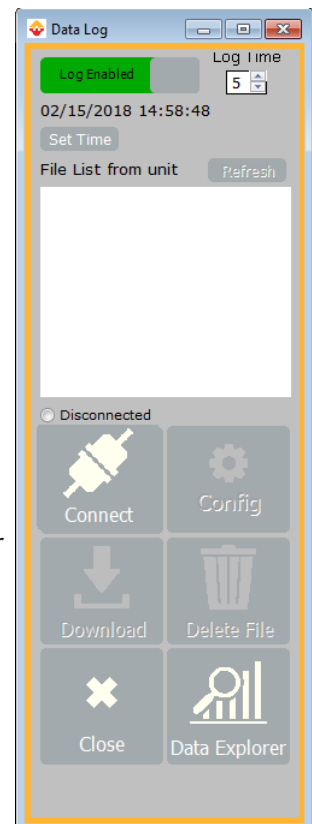 Data Log
Log Enabled
Log Time
5
02/15/2018 14:58:48
Set Time
File List from unit
Refresh
Disconnected
Connect
Config
Download
Delete File
Close
Data Explorer